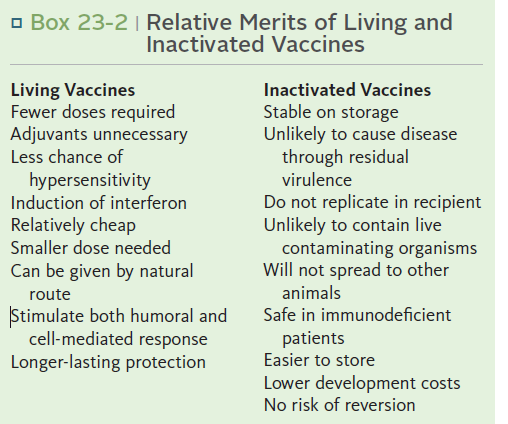 Box 23-2 | Relative Merits of Living and
Inactivated Vaccines
Living Vaccines
Fewer doses required
Adjuvants unnecessary
Less chance of
hypersensitivity
Induction of interferon
Relatively cheap
Smaller dose needed
Can be given by natural
route
Stimulate both humoral and
cell-mediated response
Longer-lasting protection
Inactivated Vaccines
Stable on storage
Unlikely to cause disease
through residual
virulence
Do not replicate in recipient
Unlikely to contain live
contaminating organisms
Will not spread to other
animals
Safe in immunodeficient
patients
Easier to store
Lower development costs
No risk of reversion